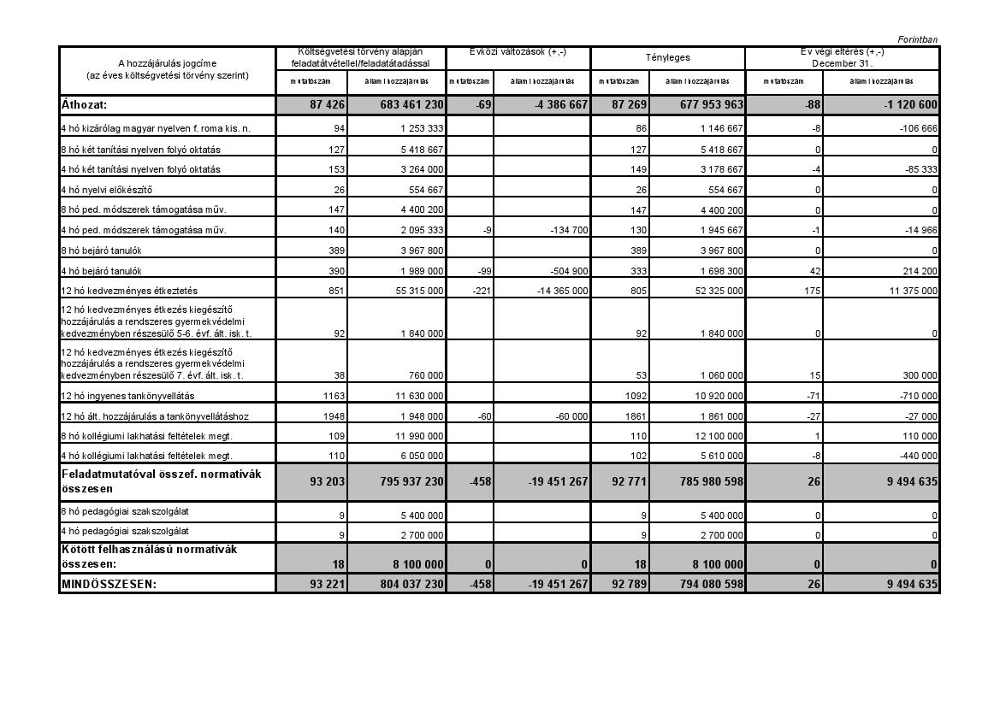 Forintban
A hozzájárulás jogcíme
(az éves költségvetési törvény szerint)
Költségvetési törvény alapján
feladatátvétellel/feladatátadással
Évközi változások (+,-)
Tényleges
Év végi eltérés (+,-)
December 31.
mutatószám állami hozzájárulás mutatószám állami hozzájárulás mutatószám állami hozzájárulás mutatószám állami hozzájárulás
Áthozat: 87 426 683 461 230 -69 -4 386 667 87 269 677 953 963 -88 -1 120 600
4 hó kizárólag magyar nyelven f. roma kis. n. 94 1 253 333 86 1 146 667 -8 -106 666
8 hó két tanítási nyelven folyó oktatás 127 5 418 667 127 5 418 667 0 0
4 hó két tanítási nyelven folyó oktatás 153 3 264 000 149 3 178 667 -4 -85 333
4 hó nyelvi előkészítő 26 554 667 26 554 667 0 0
8 hó ped. módszerek támogatása műv. 147 4 400 200 147 4 400 200 0 0
4 hó ped. módszerek támogatása műv. 140 2 095 333 -9 -134 700 130 1 945 667 -1 -14 966
8 hó bejáró tanulók 389 3 967 800 389 3 967 800 0 0
4 hó bejáró tanulók 390 1 989 000 -99 -504 900 333 1 698 300 42 214 200
12 hó kedvezményes étkeztetés 851 55 315 000 -221 -14 365 000 805 52 325 000 175 11 375 000
12 hó kedvezményes étkezés kiegészítő
hozzájárulás a rendszeres gyermekvédelmi
kedvezményben részesülő 5-6. évf. ált. isk. t. 92 1 840 000 92 1 840 000 0 0
12 hó kedvezményes étkezés kiegészítő
hozzájárulás a rendszeres gyermekvédelmi
kedvezményben részesülő 7. évf. ált. isk. t. 38 760 000 53 1 060 000 15 300 000
12 hó ingyenes tankönyvellátás 1163 11 630 000 1092 10 920 000 -71 -710 000
12 hó ált. hozzájárulás a tankönyvellátáshoz 1948 1 948 000 -60 -60 000 1861 1 861 000 -27 -27 000
8 hó kollégiumi lakhatási feltételek megt. 109 11 990 000 110 12 100 000 1 110 000
4 hó kollégiumi lakhatási feltételek megt. 110 6 050 000 102 5 610 000 -8 -440 000
Feladatmutatóval összef. normatívák
összesen 93 203 795 937 230 -458 -19 451 267 92 771 785 980 598 26 9 494 635
8 hó pedagógiai szakszolgálat 9 5 400 000 9 5 400 000 0 0
4 hó pedagógiai szakszolgálat 9 2 700 000 9 2 700 000 0 0
Kötött felhasználású normatívák
összesen: 18 8 100 000 0 0 18 8 100 000 0 0
MINDÖSSZESEN: 93 221 804 037 230 -458 -19 451 267 92 789 794 080 598 26 9 494 635